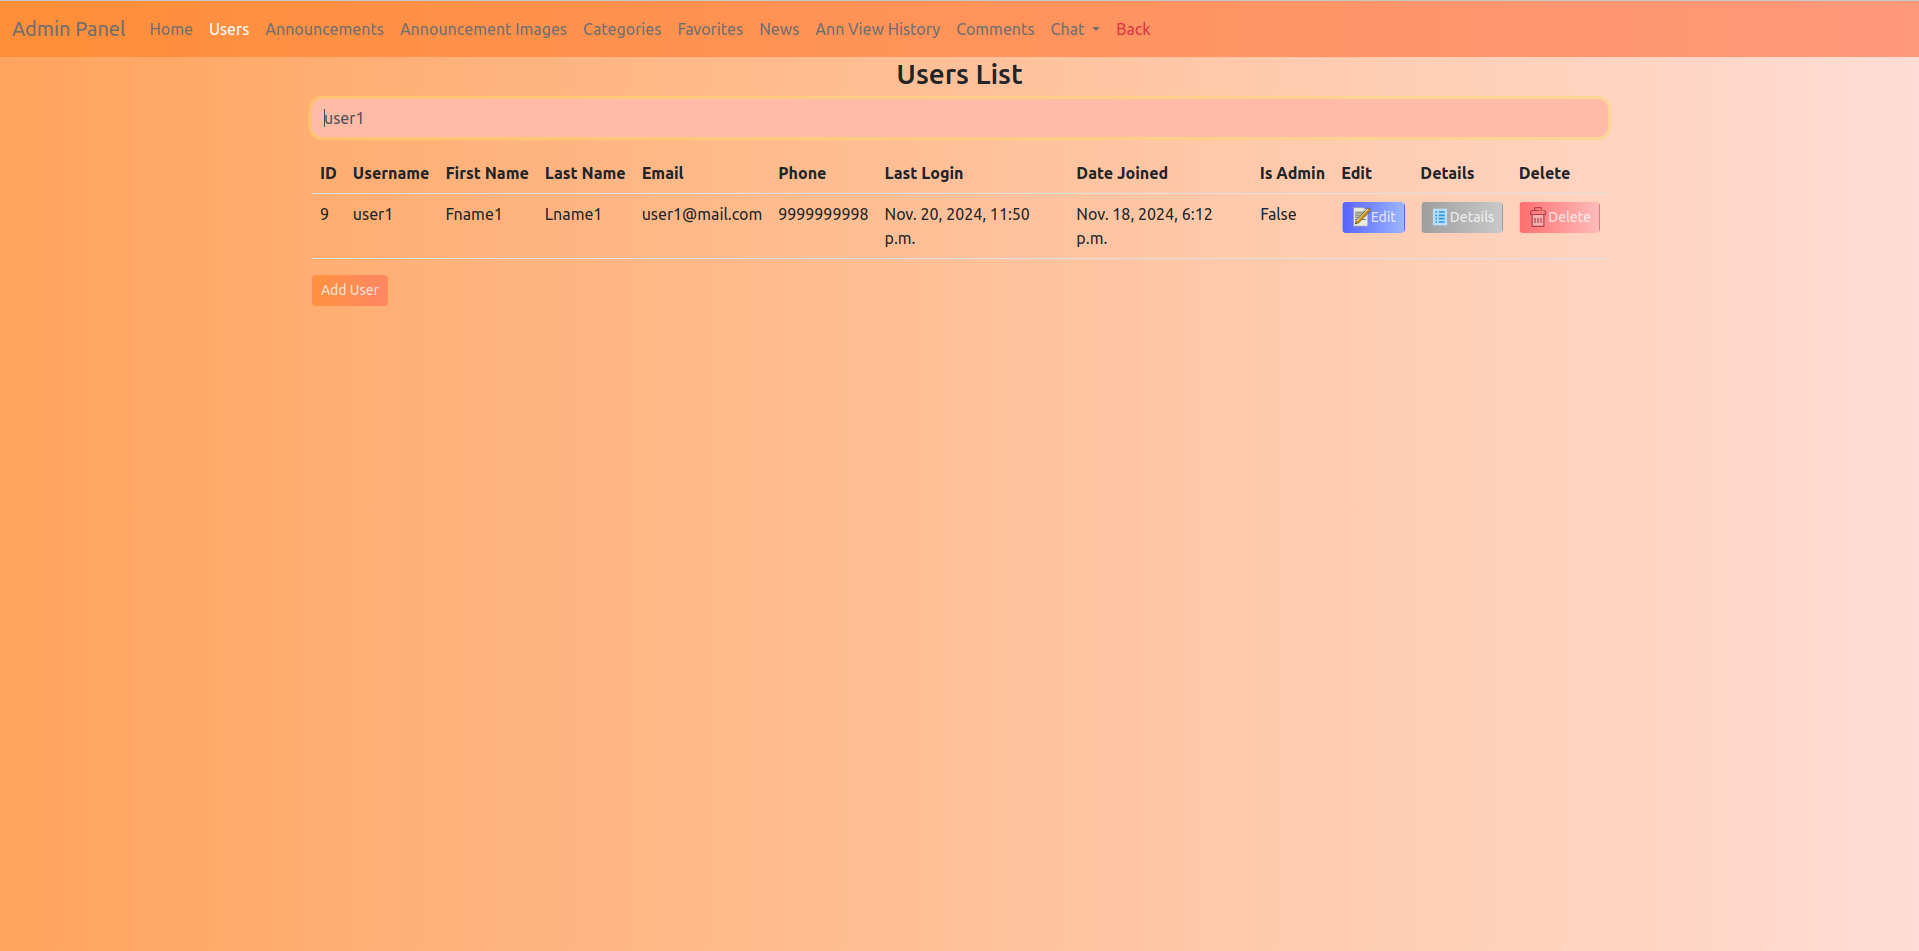 Admin Panel Home Users Announcements Announcement Images Categories Favorites News Ann View History Comments Chat Back
Users List
user1
ID Username First Name Last Name Email Phone Last Login Date Joined Is Admin Edit Details Delete
9 user1 Fname1 Lname1 user1@mail.com 9999999998 Nov. 20, 2024, 11:50 p.m. Nov. 18, 2024, 6:12 p.m. False Edit Details Delete
Add User